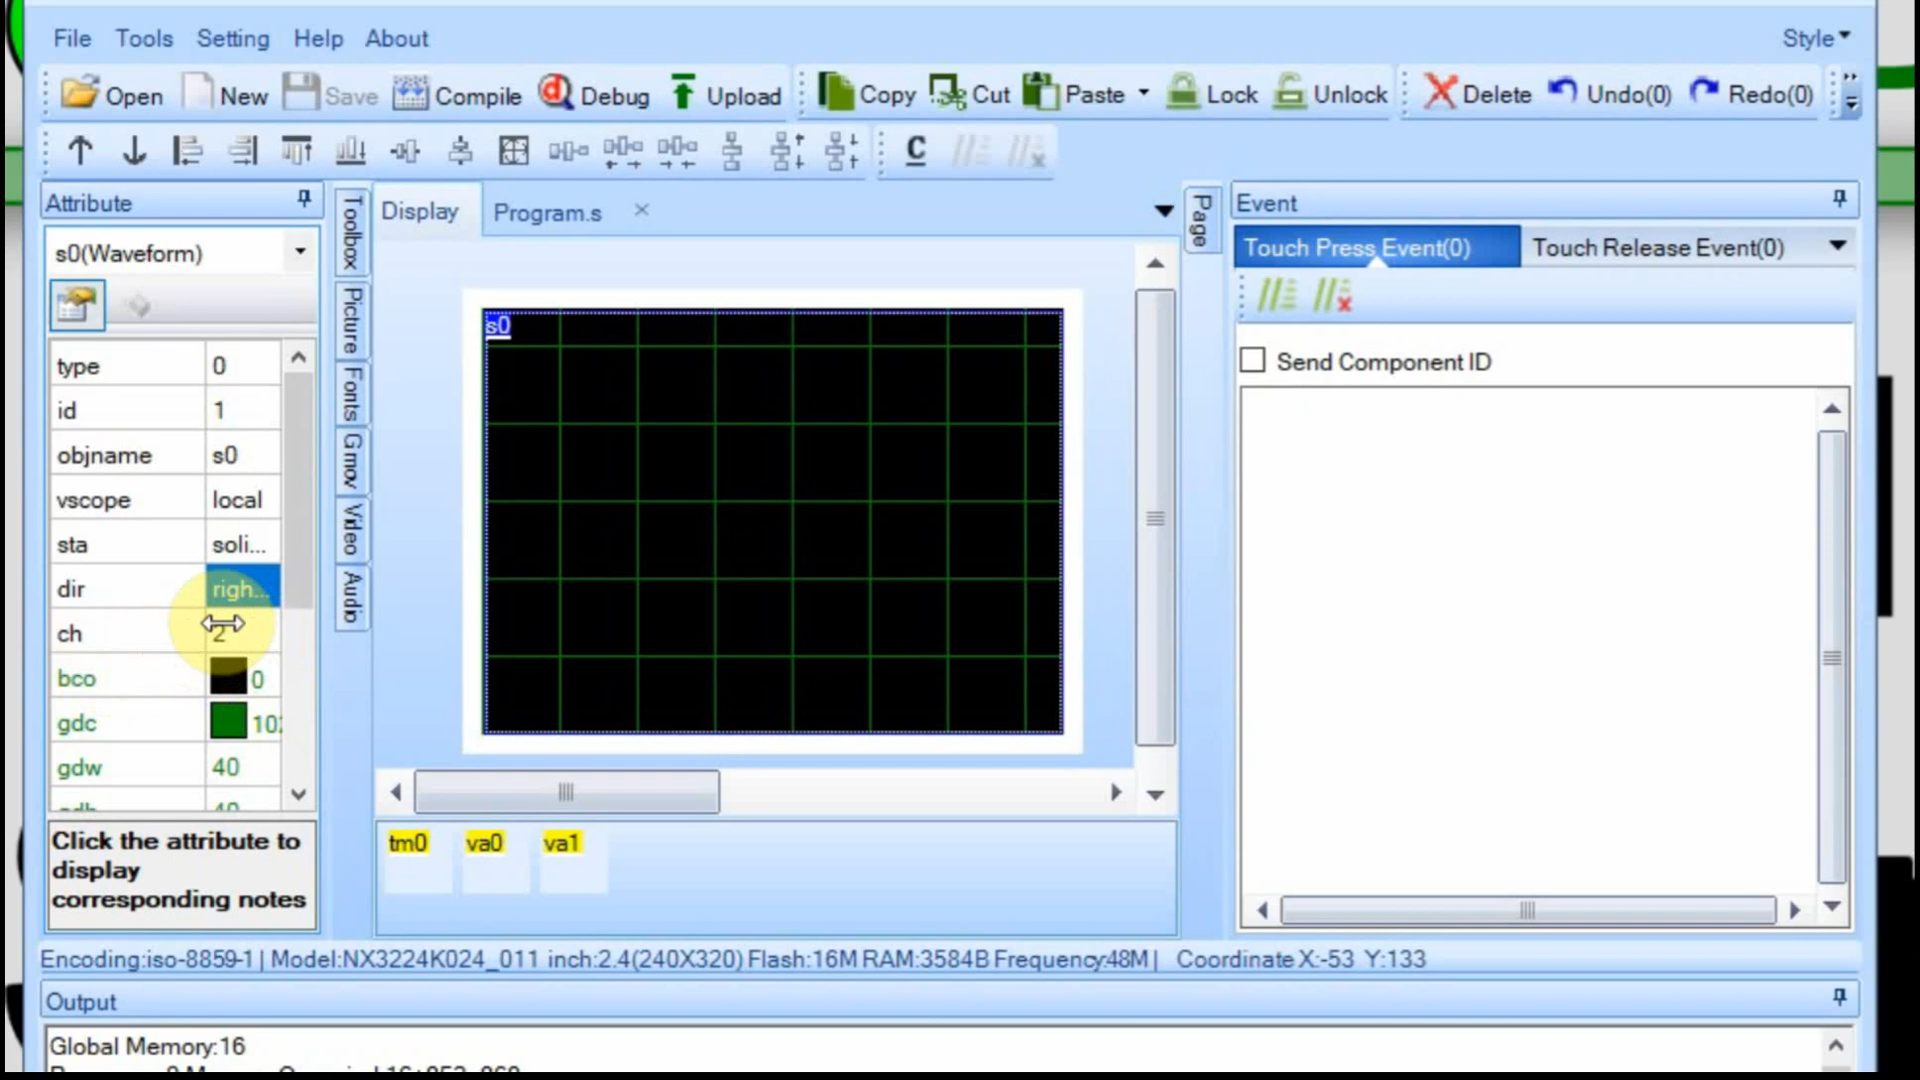 File Tools Setting Help About Style
Open New Save Compile Debug Upload Copy Cut Paste Lock Unlock Delete Undo(0) Redo(0)
C
Attribute
s0(Waveform)
type 0
id 1
objname s0
vscope local
sta soli...
dir righ...
ch 2
bco 0
gdc 10
gdw 40
gdh 40
Click the attribute to
display
corresponding notes
Toolbox
Picture
Fonts
Gmov
Video
Audio
Display Program.s
s0
tm0 va0 va1
Page
Event
Touch Press Event(0) Touch Release Event(0)
Send Component ID
Encoding:iso-8859-1 | Model:NX3224K024_011 inch:2.4(240X320) Flash:16M RAM:3584B Frequency:48M | Coordinate X:-53 Y:133
Output
Global Memory:16